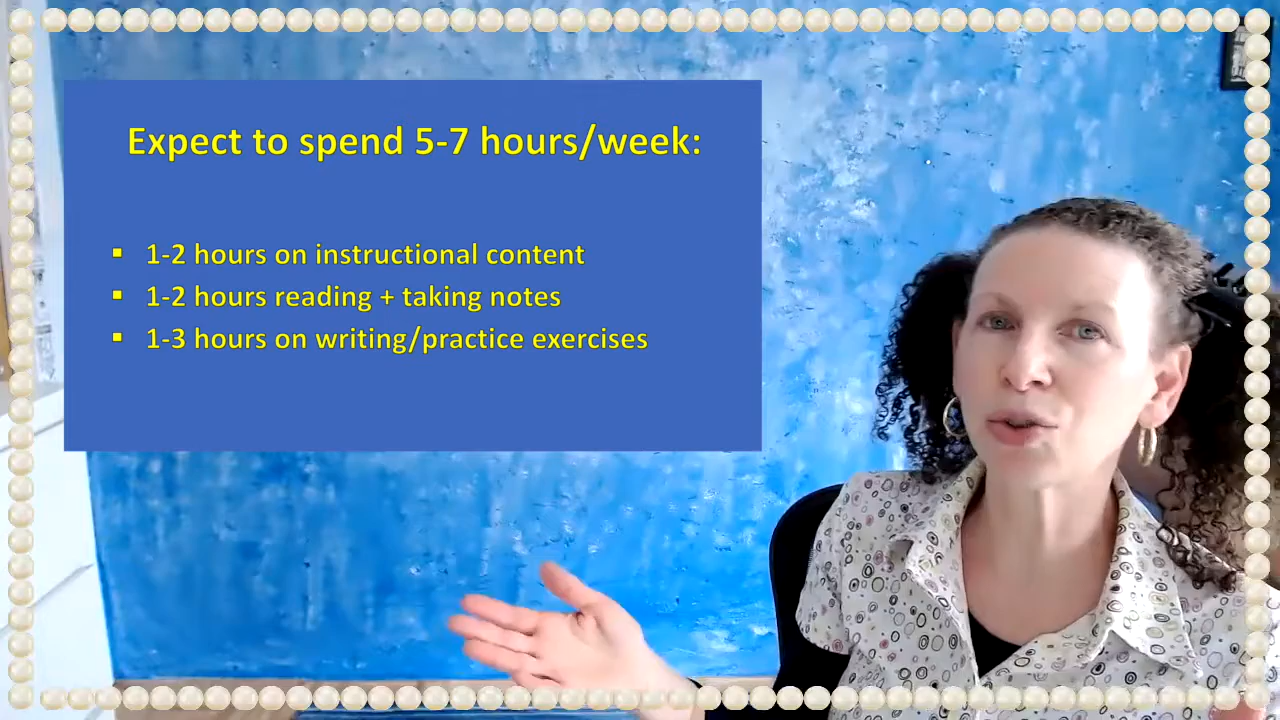 Expect to spend 5-7 hours/week:
▪ 1-2 hours on instructional content
▪ 1-2 hours reading + taking notes
▪ 1-3 hours on writing/practice exercises